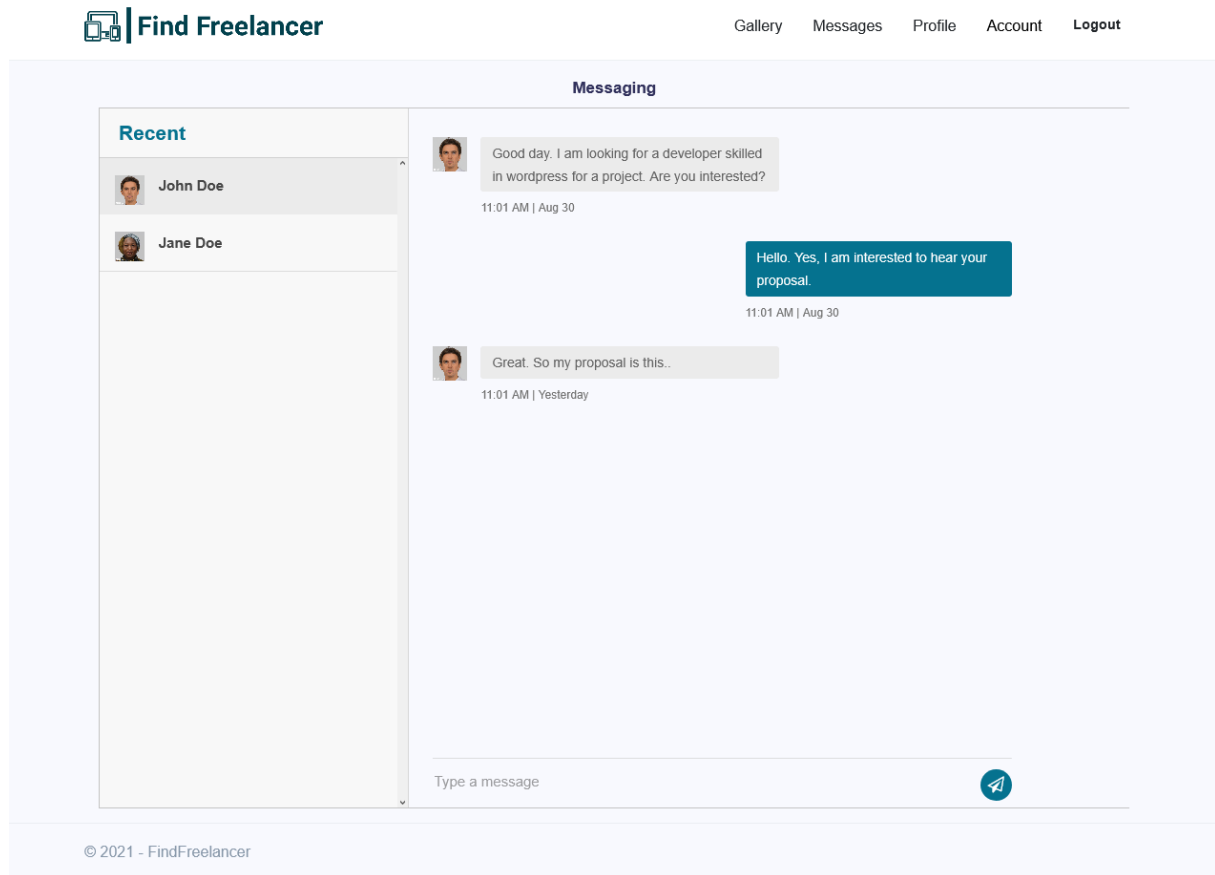 Find Freelancer
Gallery Messages Profile Account Logout
Messaging
Recent
John Doe
Jane Doe
Good day. I am looking for a developer skilled
in wordpress for a project. Are you interested?
11:01 AM | Aug 30
Hello. Yes, I am interested to hear your
proposal.
11:01 AM | Aug 30
Great. So my proposal is this..
11:01 AM | Yesterday
Type a message
© 2021 - FindFreelancer